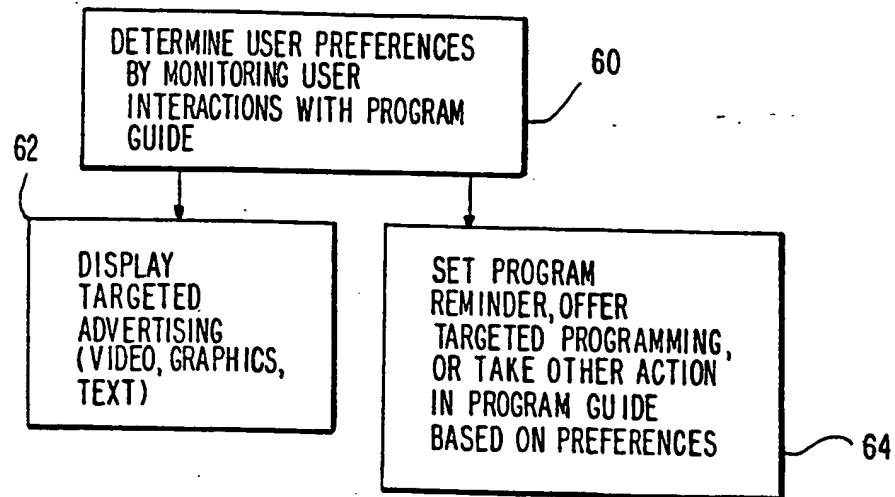 DETERMINE USER PREFERENCES
BY MONITORING USER
INTERACTIONS WITH PROGRAM
GUIDE
60
62
DISPLAY
TARGETED
ADVERTISING
(VIDEO, GRAPHICS,
TEXT)
SET PROGRAM
REMINDER, OFFER
TARGETED PROGRAMMING,
OR TAKE OTHER ACTION
IN PROGRAM GUIDE
BASED ON PREFERENCES
64